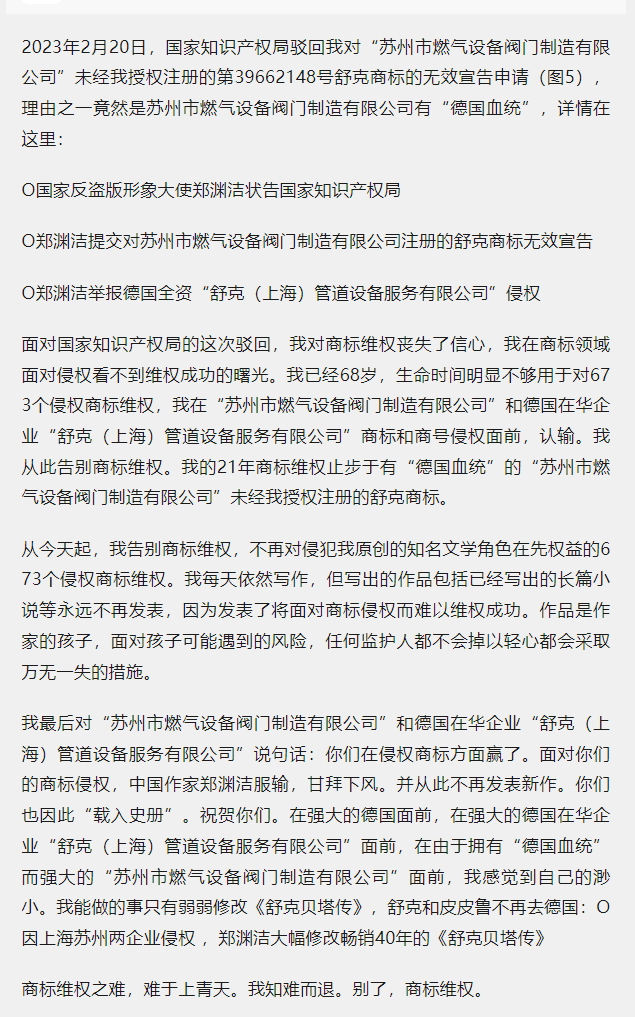 2023年2月20日，国家知识产权局驳回我对“苏州市燃气设备阀门制造有限
公司”未经我授权注册的第39662148号舒克商标的无效宣告申请（图5），
理由之一竟然是苏州市燃气设备阀门制造有限公司有“德国血统”，详情在
这里：
O国家反盗版形象大使郑渊洁状告国家知识产权局
O郑渊洁提交对苏州市燃气设备阀门制造有限公司注册的舒克商标无效宣告
O郑渊洁举报德国全资“舒克（上海）管道设备服务有限公司”侵权
面对国家知识产权局的这次驳回，我对商标维权丧失了信心，我在商标领域
面对侵权看不到维权成功的曙光。我已经68岁，生命时间明显不够用于对67
3个侵权商标维权，我在“苏州市燃气设备阀门制造有限公司”和德国在华企
业“舒克（上海）管道设备服务有限公司”商标和商号侵权面前，认输。我
从此告别商标维权。我的21年商标维权止步于有“德国血统”的“苏州市燃
气设备阀门制造有限公司”未经我授权注册的舒克商标。
从今天起，我告别商标维权，不再对侵犯我原创的知名文学角色在先权益的6
73个侵权商标维权。我每天依然写作，但写出的作品包括已经写出的长篇小
说等永远不再发表，因为发表了将面对商标侵权而难以维权成功。作品是作
家的孩子，面对孩子可能遇到的风险，任何监护人都不会掉以轻心都会采取
万无一失的措施。
我最后对“苏州市燃气设备阀门制造有限公司”和德国在华企业“舒克（上
海）管道设备服务有限公司”说句话：你们在侵权商标方面赢了。面对你们
的商标侵权，中国作家郑渊洁服输，甘拜下风。并从此不再发表新作。你们
也因此“载入史册”。祝贺你们。在强大的德国面前，在强大的德国在华企
业“舒克（上海）管道设备服务有限公司”面前，在由于拥有“德国血统”
而强大的“苏州市燃气设备阀门制造有限公司”面前，我感觉到自己的渺
小。我能做的事只有弱弱修改《舒克贝塔传》，舒克和皮皮鲁不再去德国：O
因上海苏州两企业侵权 ，郑渊洁大幅修改畅销40年的《舒克贝塔传》
商标维权之难，难于上青天。我知难而退。别了，商标维权。